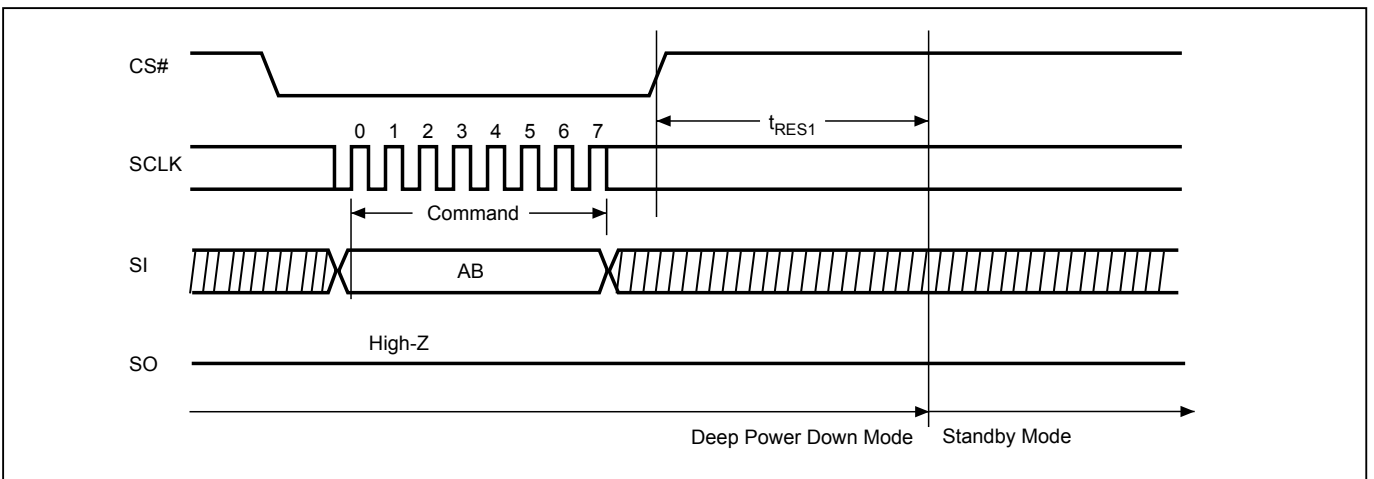 CS#
tRES1
0 1 2 3 4 5 6 7
SCLK
Command
SI
AB
High-Z
SO
Deep Power Down Mode Standby Mode